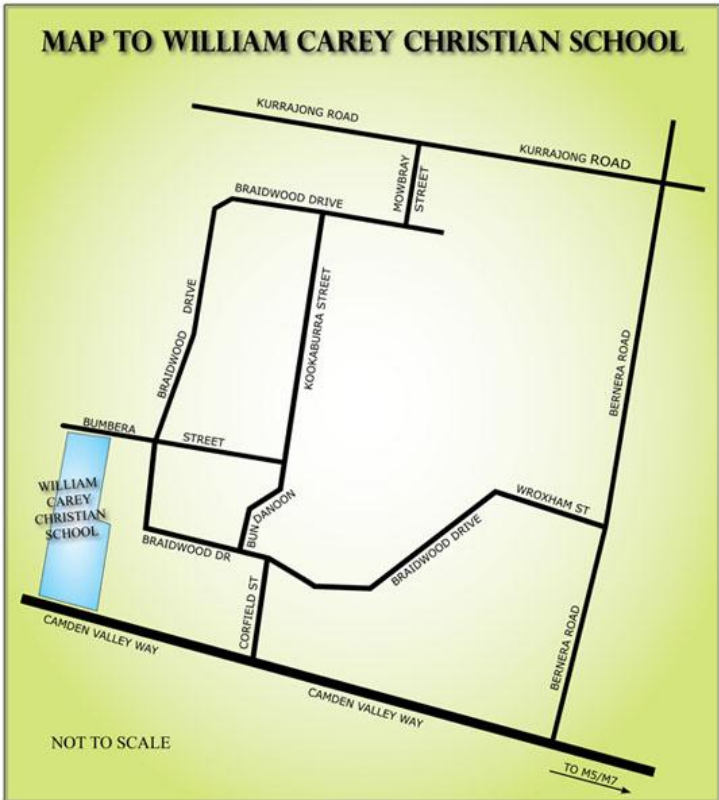 MAP TO WILLIAM CAREY CHRISTIAN SCHOOL
KURRAJONG ROAD
KURRAJONG ROAD
MOWBRAY
STREET
BRAIDWOOD DRIVE
BRAIDWOOD DRIVE
KOOKABURRA STREET
BERNERA ROAD
BUMBERA STREET
WILLIAM
CAREY
CHRISTIAN
SCHOOL
BUN DANOON
WROXHAM ST
BRAIDWOOD DR
BRAIDWOOD DRIVE
CORFIELD ST
BERNERA ROAD
CAMDEN VALLEY WAY
CAMDEN VALLEY WAY
NOT TO SCALE
TO M5/M7